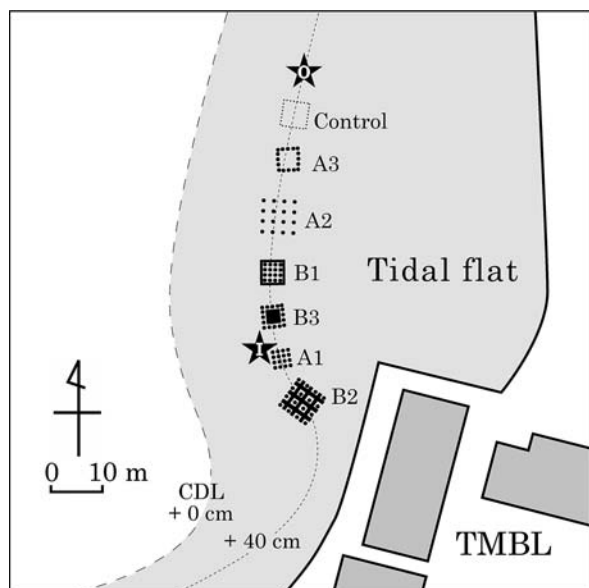 0
Control
A3
A2
B1
Tidal flat
B3
1
A1
B2
0 10 m
CDL
+ 0 cm
+ 40 cm
TMBL